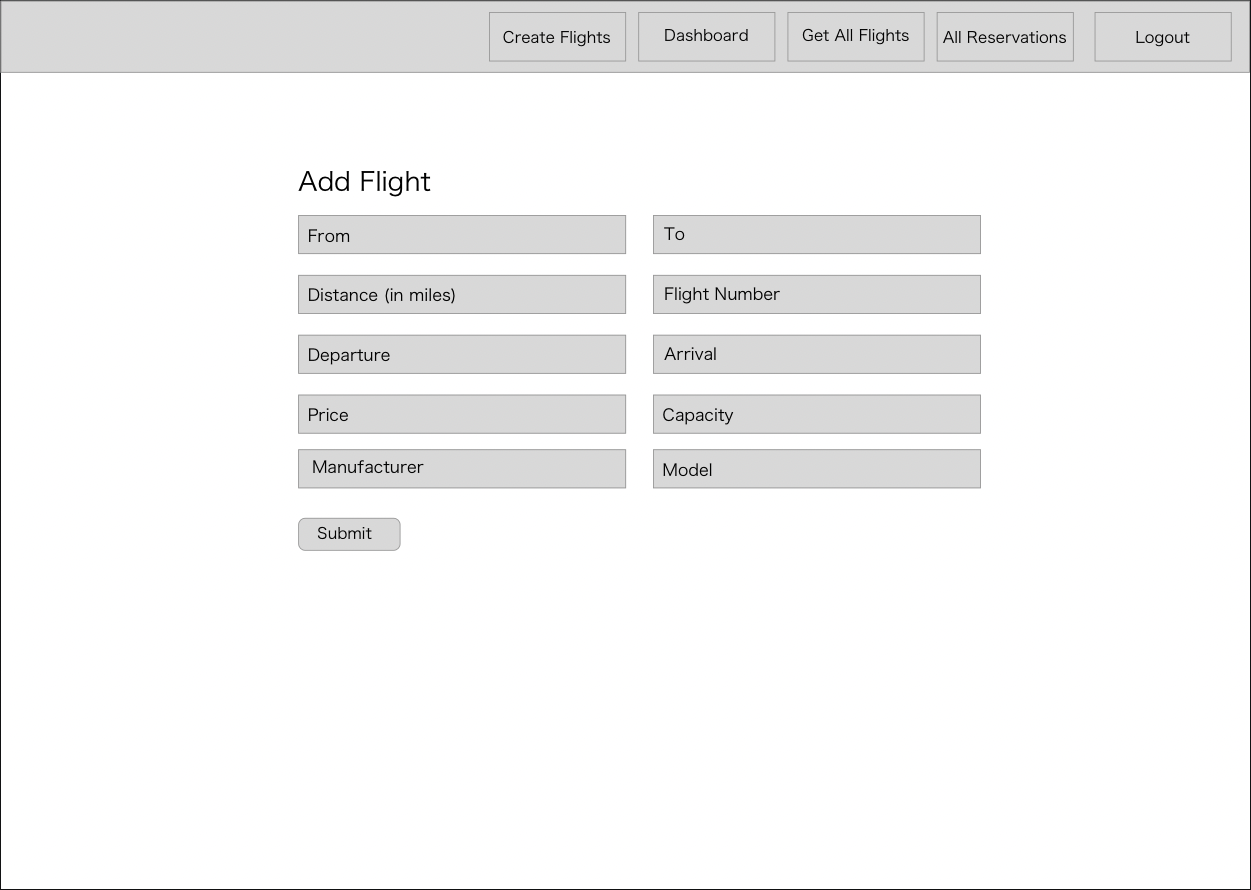 Create Flights
Dashboard
Get All Flights
All Reservations
Logout
Add Flight
From
To
Distance (in miles)
Flight Number
Departure
Arrival
Price
Capacity
Manufacturer
Model
Submit